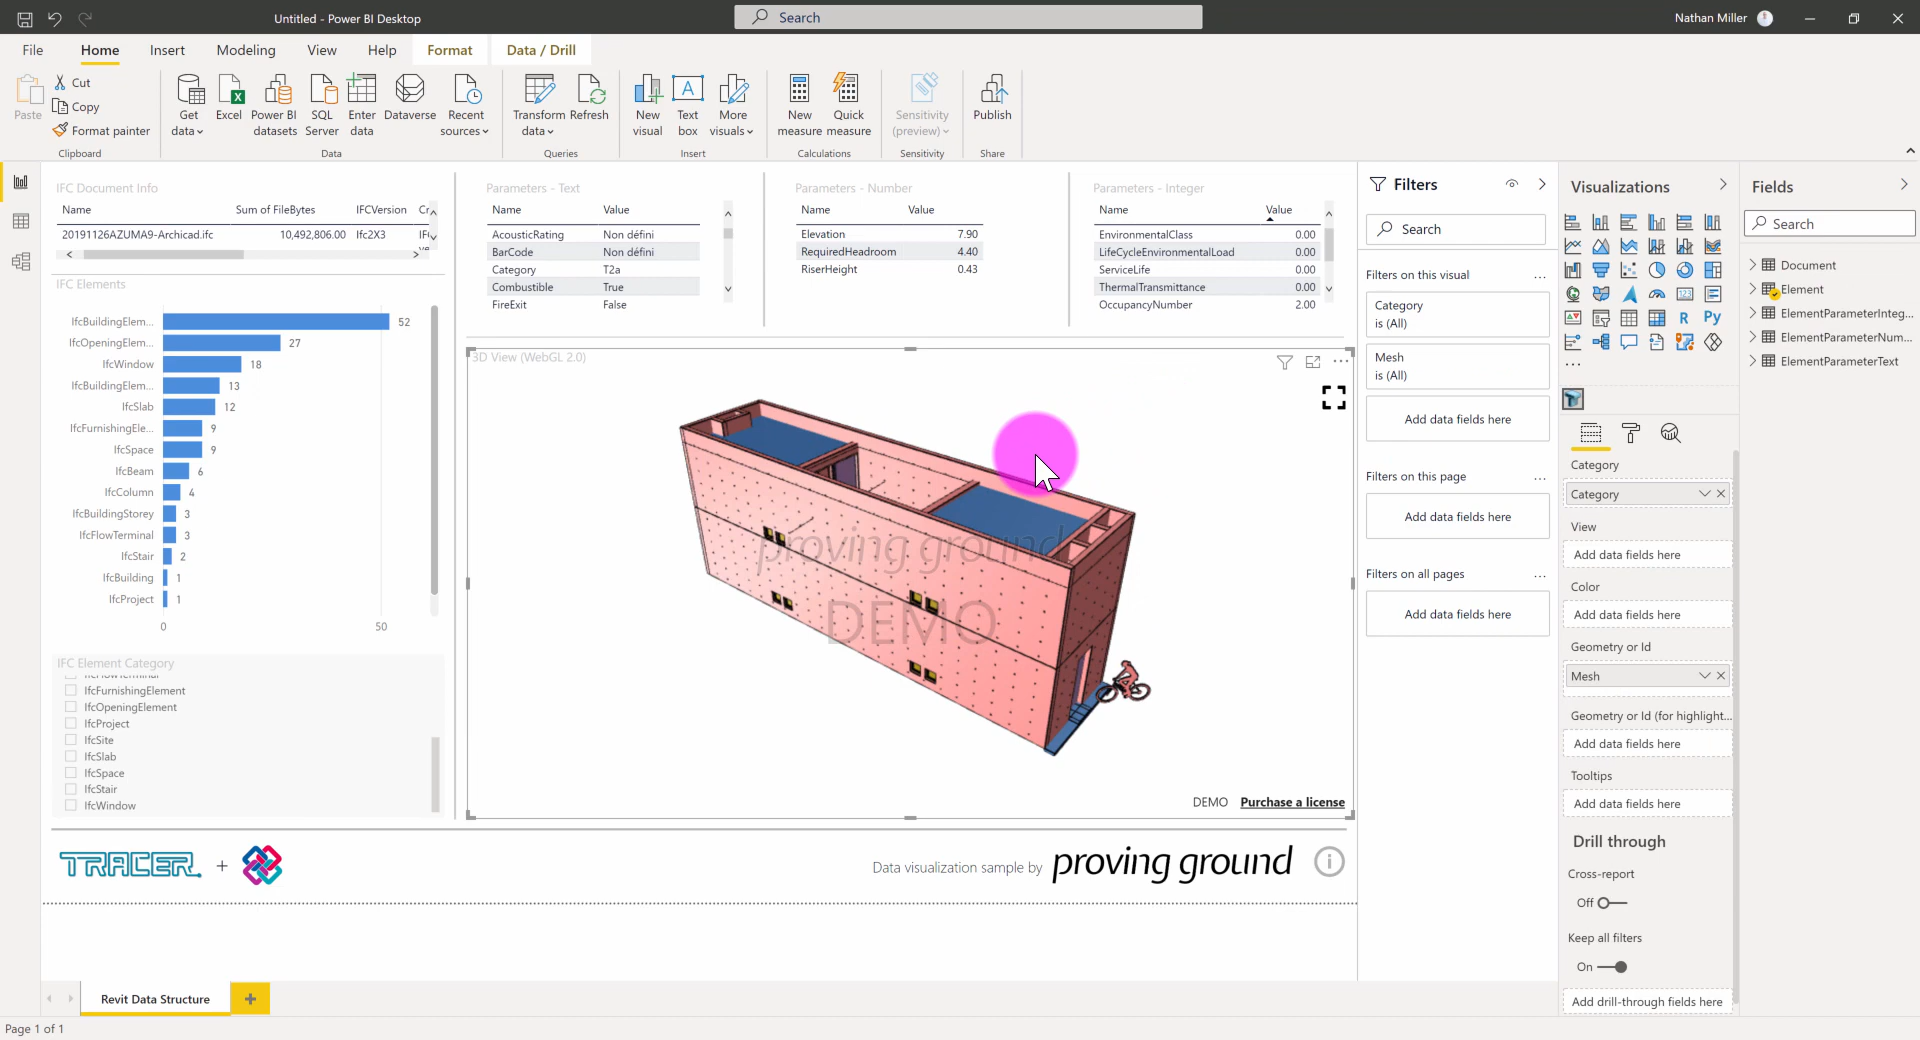 Untitled - Power BI Desktop
Search
Nathan Miller
File
Home
Insert
Modeling
View
Help
Format
Data / Drill
Paste
Cut
Copy
Format painter
Get data
Excel
Power BI datasets
SQL Server
Enter data
Dataverse
Recent sources
Transform data
Refresh
New visual
Text box
More visuals
New measure
Quick measure
Sensitivity (preview)
Publish
Clipboard
Data
Queries
Insert
Calculations
Sensitivity
Share
IFC Document Info
Name Sum of FileBytes IFCVersion Cr
20191126AZUMA9-Archicad.ifc 10,492,806.00 Ifc2X3
IFC Elements
IfcBuildingElem... 52
IfcOpeningElem... 27
IfcWindow 18
IfcBuildingElem... 13
IfcSlab 12
IfcFurnishingEle... 9
IfcSpace 9
IfcBeam 6
IfcColumn 4
IfcBuildingStorey 3
IfcFlowTerminal 3
IfcStair 2
IfcBuilding 1
IfcProject 1
0 50
IFC Element Category
IfcFlowTerminal
IfcFurnishingElement
IfcOpeningElement
IfcProject
IfcSite
IfcSlab
IfcSpace
IfcStair
IfcWindow
Parameters - Text
Name Value
AcousticRating Non défini
BarCode Non défini
Category T2a
Combustible True
FireExit False
Parameters - Number
Name Value
Elevation 7.90
RequiredHeadroom 4.40
RiserHeight 0.43
Parameters - Integer
Name Value
EnvironmentalClass 0.00
LifeCycleEnvironmentalLoad 0.00
ServiceLife 0.00
ThermalTransmittance 0.00
OccupancyNumber 2.00
3D View (WebGL 2.0)
proving ground
DEMO
DEMO Purchase a license
TRACER + 
Data visualization sample by proving ground
Filters
Search
Filters on this visual ...
Category
is (All)
Mesh
is (All)
Add data fields here
Filters on this page ...
Add data fields here
Filters on all pages ...
Add data fields here
Visualizations
R
Py
...
Category
Category
View
Add data fields here
Color
Add data fields here
Geometry or Id
Mesh
Geometry or Id (for highlight...
Add data fields here
Tooltips
Add data fields here
Drill through
Cross-report
Off
Keep all filters
On
Add drill-through fields here
Fields
Search
Document
Element
ElementParameterInteg...
ElementParameterNum...
ElementParameterText
Revit Data Structure
+
Page 1 of 1